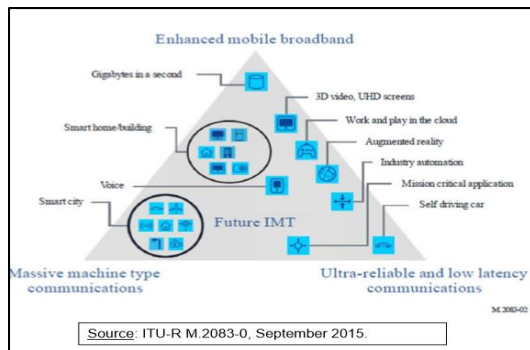 Enhanced mobile broadband
Gigabytes in a second
3D video, UHD screens
Smart home/building
Work and play in the cloud
Augmented reality
Industry automation
Voice
Mission critical application
Smart city
Self driving car
Future IMT
Massive machine type
communications
Ultra-reliable and low latency
communications
M.2083-02
Source: ITU-R M.2083-0, September 2015.